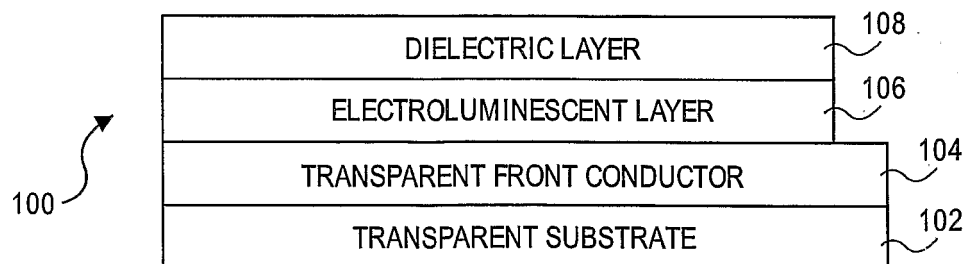 DIELECTRIC LAYER 108
ELECTROLUMINESCENT LAYER 106
TRANSPARENT FRONT CONDUCTOR 104
100
TRANSPARENT SUBSTRATE 102